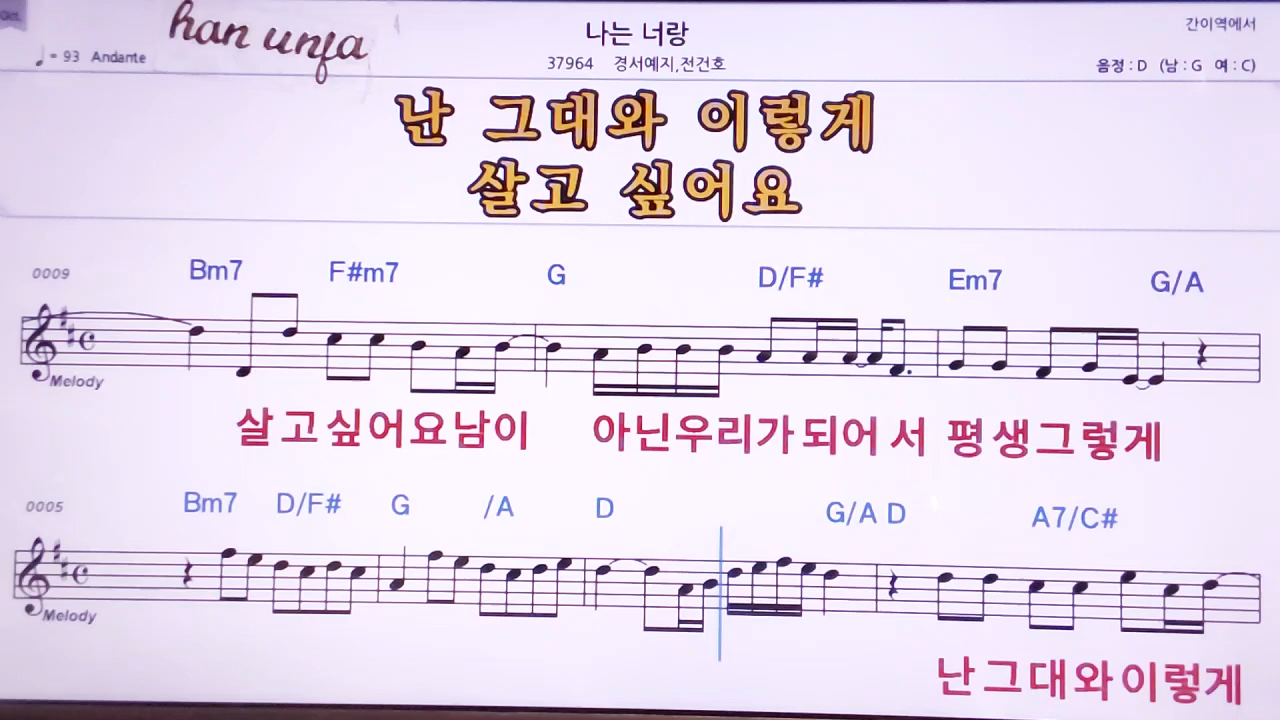 han unja
나는 너랑
간이역에서
♩= 93 Andante
37964 경서예지,전건호
음정 : D (남 : G 여 : C)
난 그대와 이렇게
살고 싶어요
0009 Bm7 F#m7 G D/F# Em7 G/A
Melody
살고싶어요남이 아닌우리가되어서 평생그렇게
0005 Bm7 D/F# G /A D G/A D A7/C#
Melody
난그대와이렇게